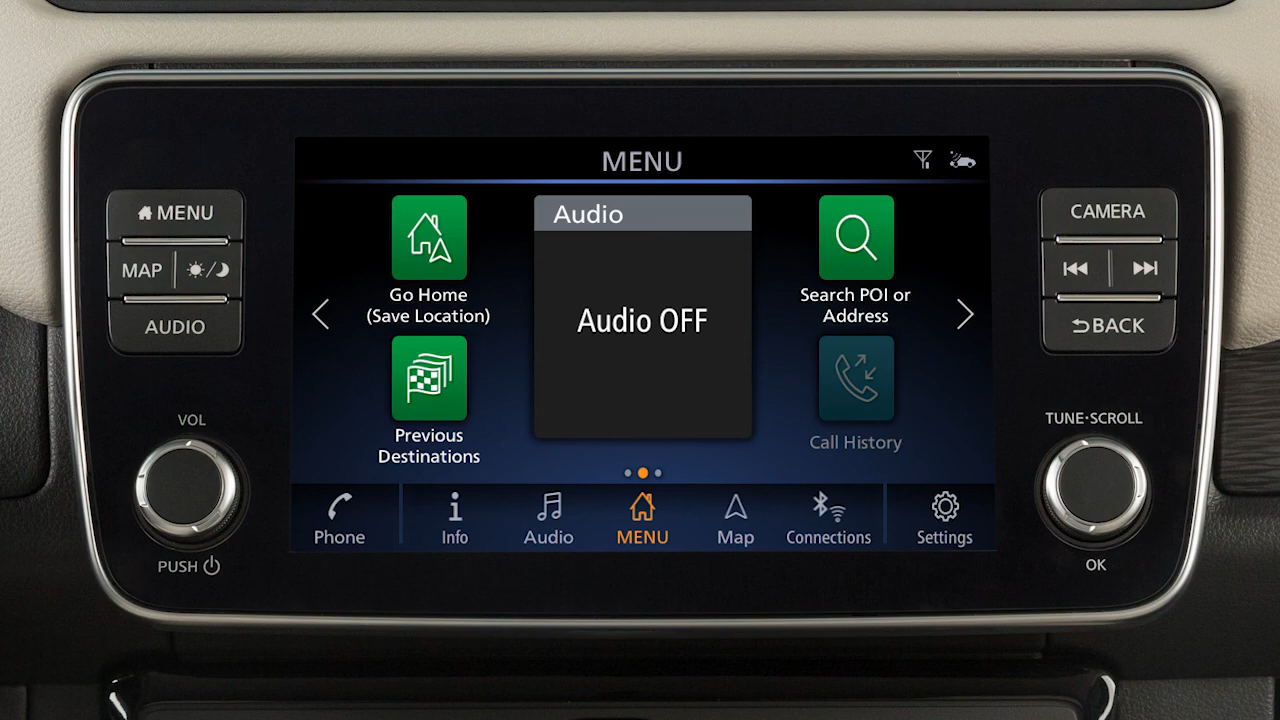 MENU
MENU
CAMERA
MAP
AUDIO
BACK
Go Home
(Save Location)
Audio
Audio OFF
Search POI or
Address
Previous
Destinations
Call History
VOL
TUNE·SCROLL
Phone
Info
Audio
MENU
Map
Connections
Settings
PUSH
OK